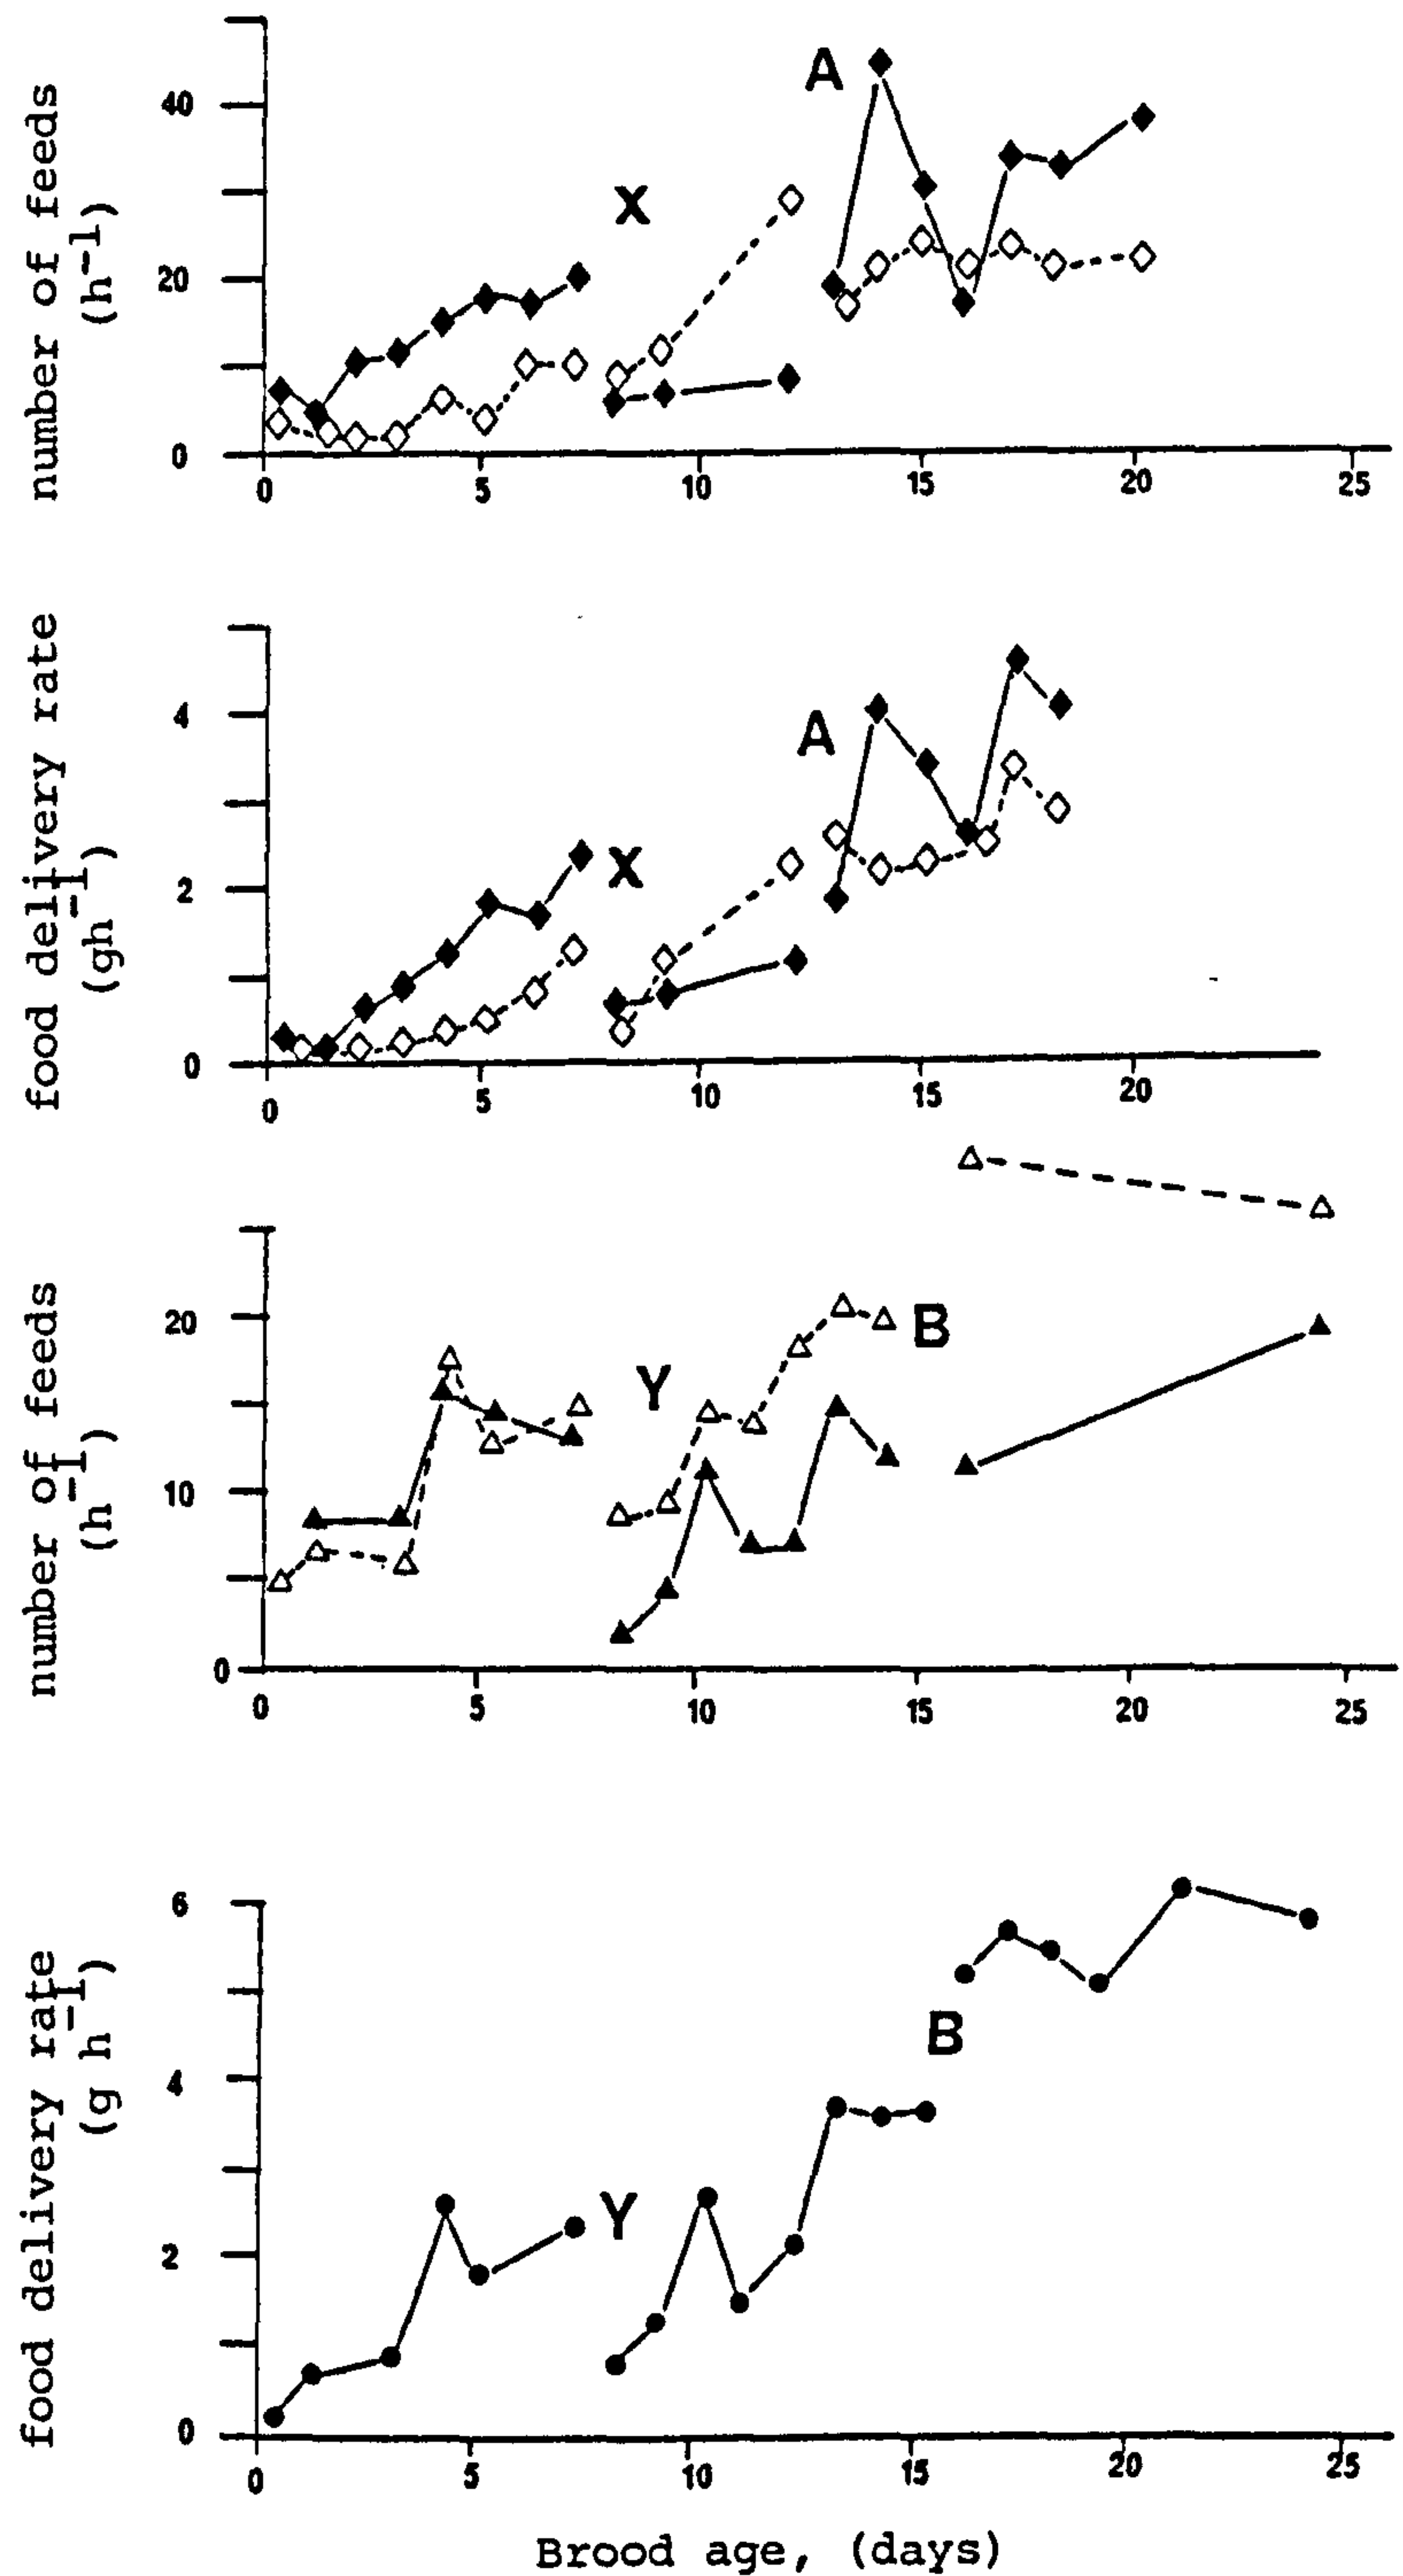 number of feeds
(h⁻¹)
40
20
0
A
X
0 5 10 15 20 25
food delivery rate
(gh⁻¹)
4
2
0
A
X
0 5 10 15 20
number of feeds
(h⁻¹)
20
10
0
B
Y
0 5 10 15 20 25
food delivery rate
(g h⁻¹)
6
4
2
0
B
Y
0 5 10 15 20 25
Brood age, (days)